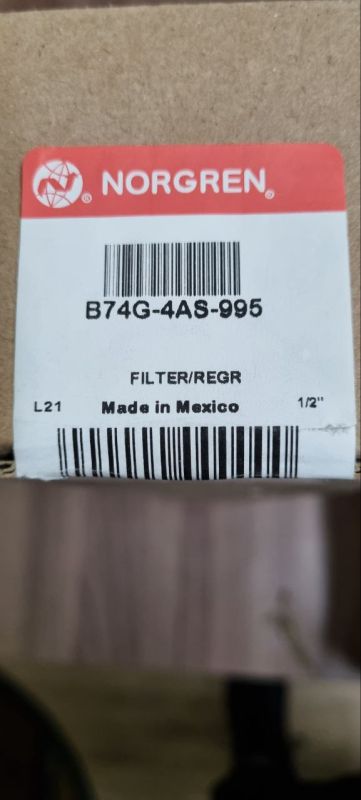 NORGREN®
B74G-4AS-995
FILTER/REGR
L21 Made in Mexico 1/2"